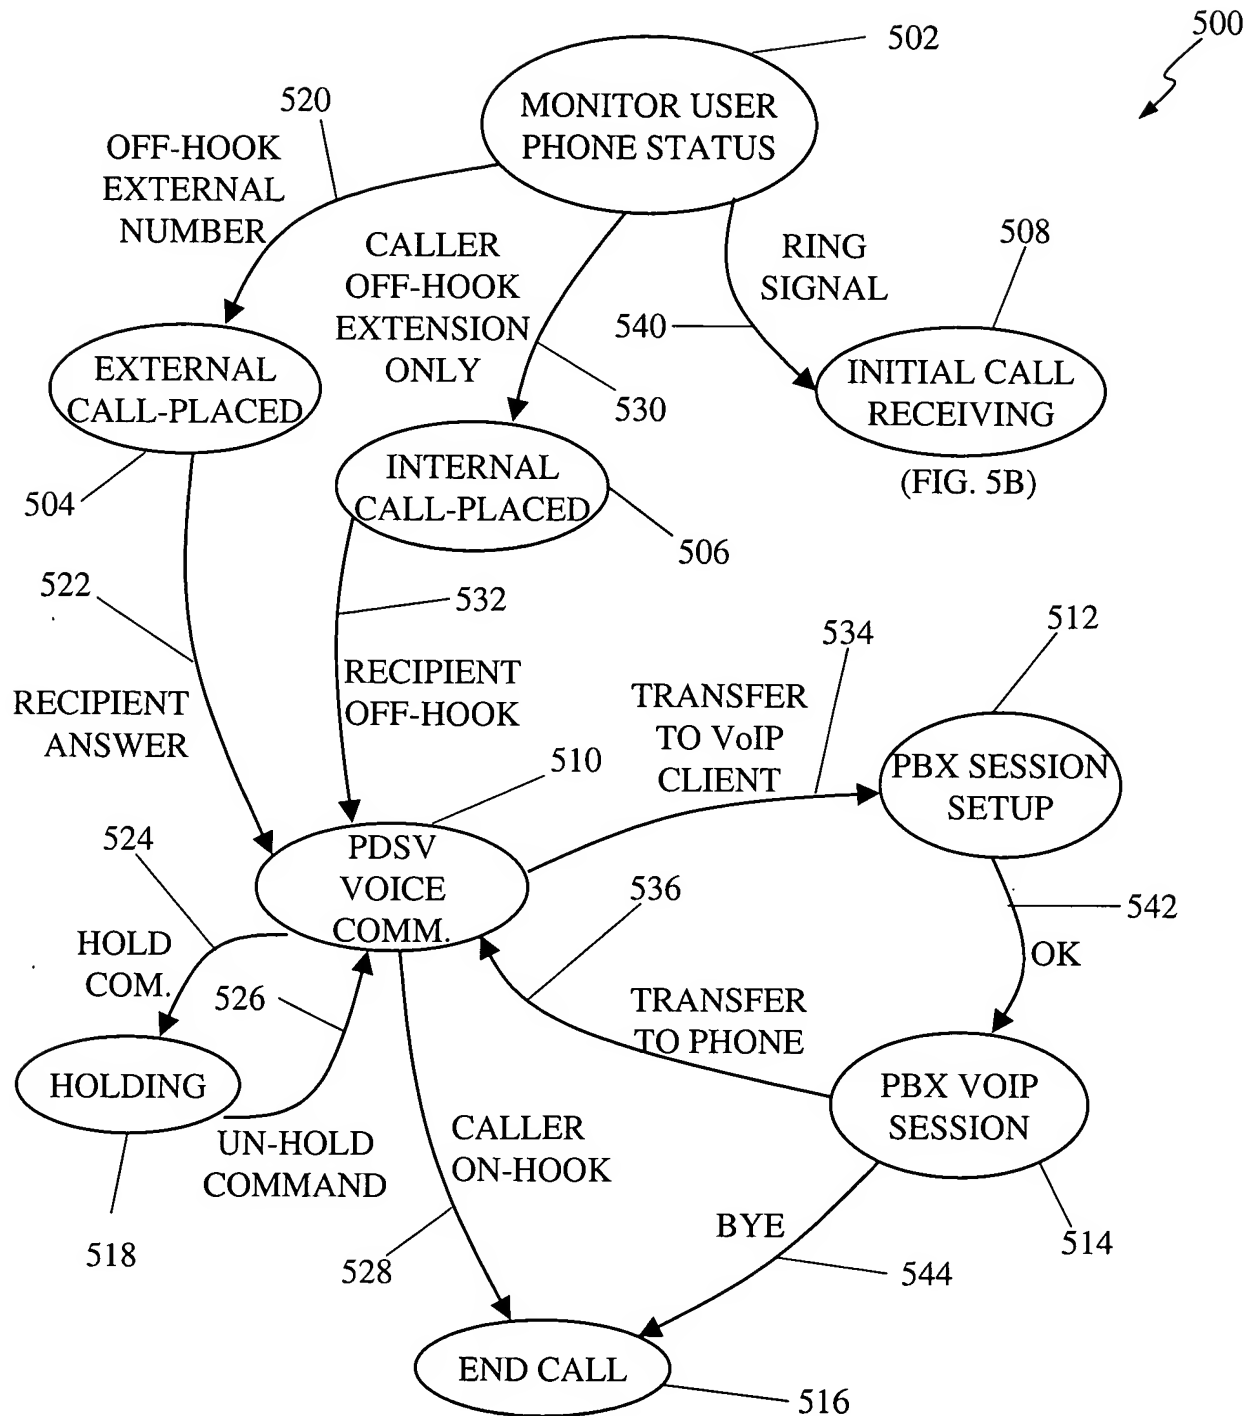 500
502
MONITOR USER
PHONE STATUS
520
OFF-HOOK
EXTERNAL
NUMBER
CALLER
OFF-HOOK
EXTENSION
ONLY
RING
SIGNAL
508
540
530
EXTERNAL
CALL-PLACED
INITIAL CALL
RECEIVING
(FIG. 5B)
504
INTERNAL
CALL-PLACED
506
522
532
RECIPIENT
ANSWER
RECIPIENT
OFF-HOOK
534
512
TRANSFER
TO VoIP
CLIENT
PBX SESSION
SETUP
510
PDSV
VOICE
COMM.
524
HOLD
COM.
526
536
542
OK
TRANSFER
TO PHONE
HOLDING
UN-HOLD
COMMAND
518
CALLER
ON-HOOK
528
PBX VOIP
SESSION
514
BYE
544
END CALL
516